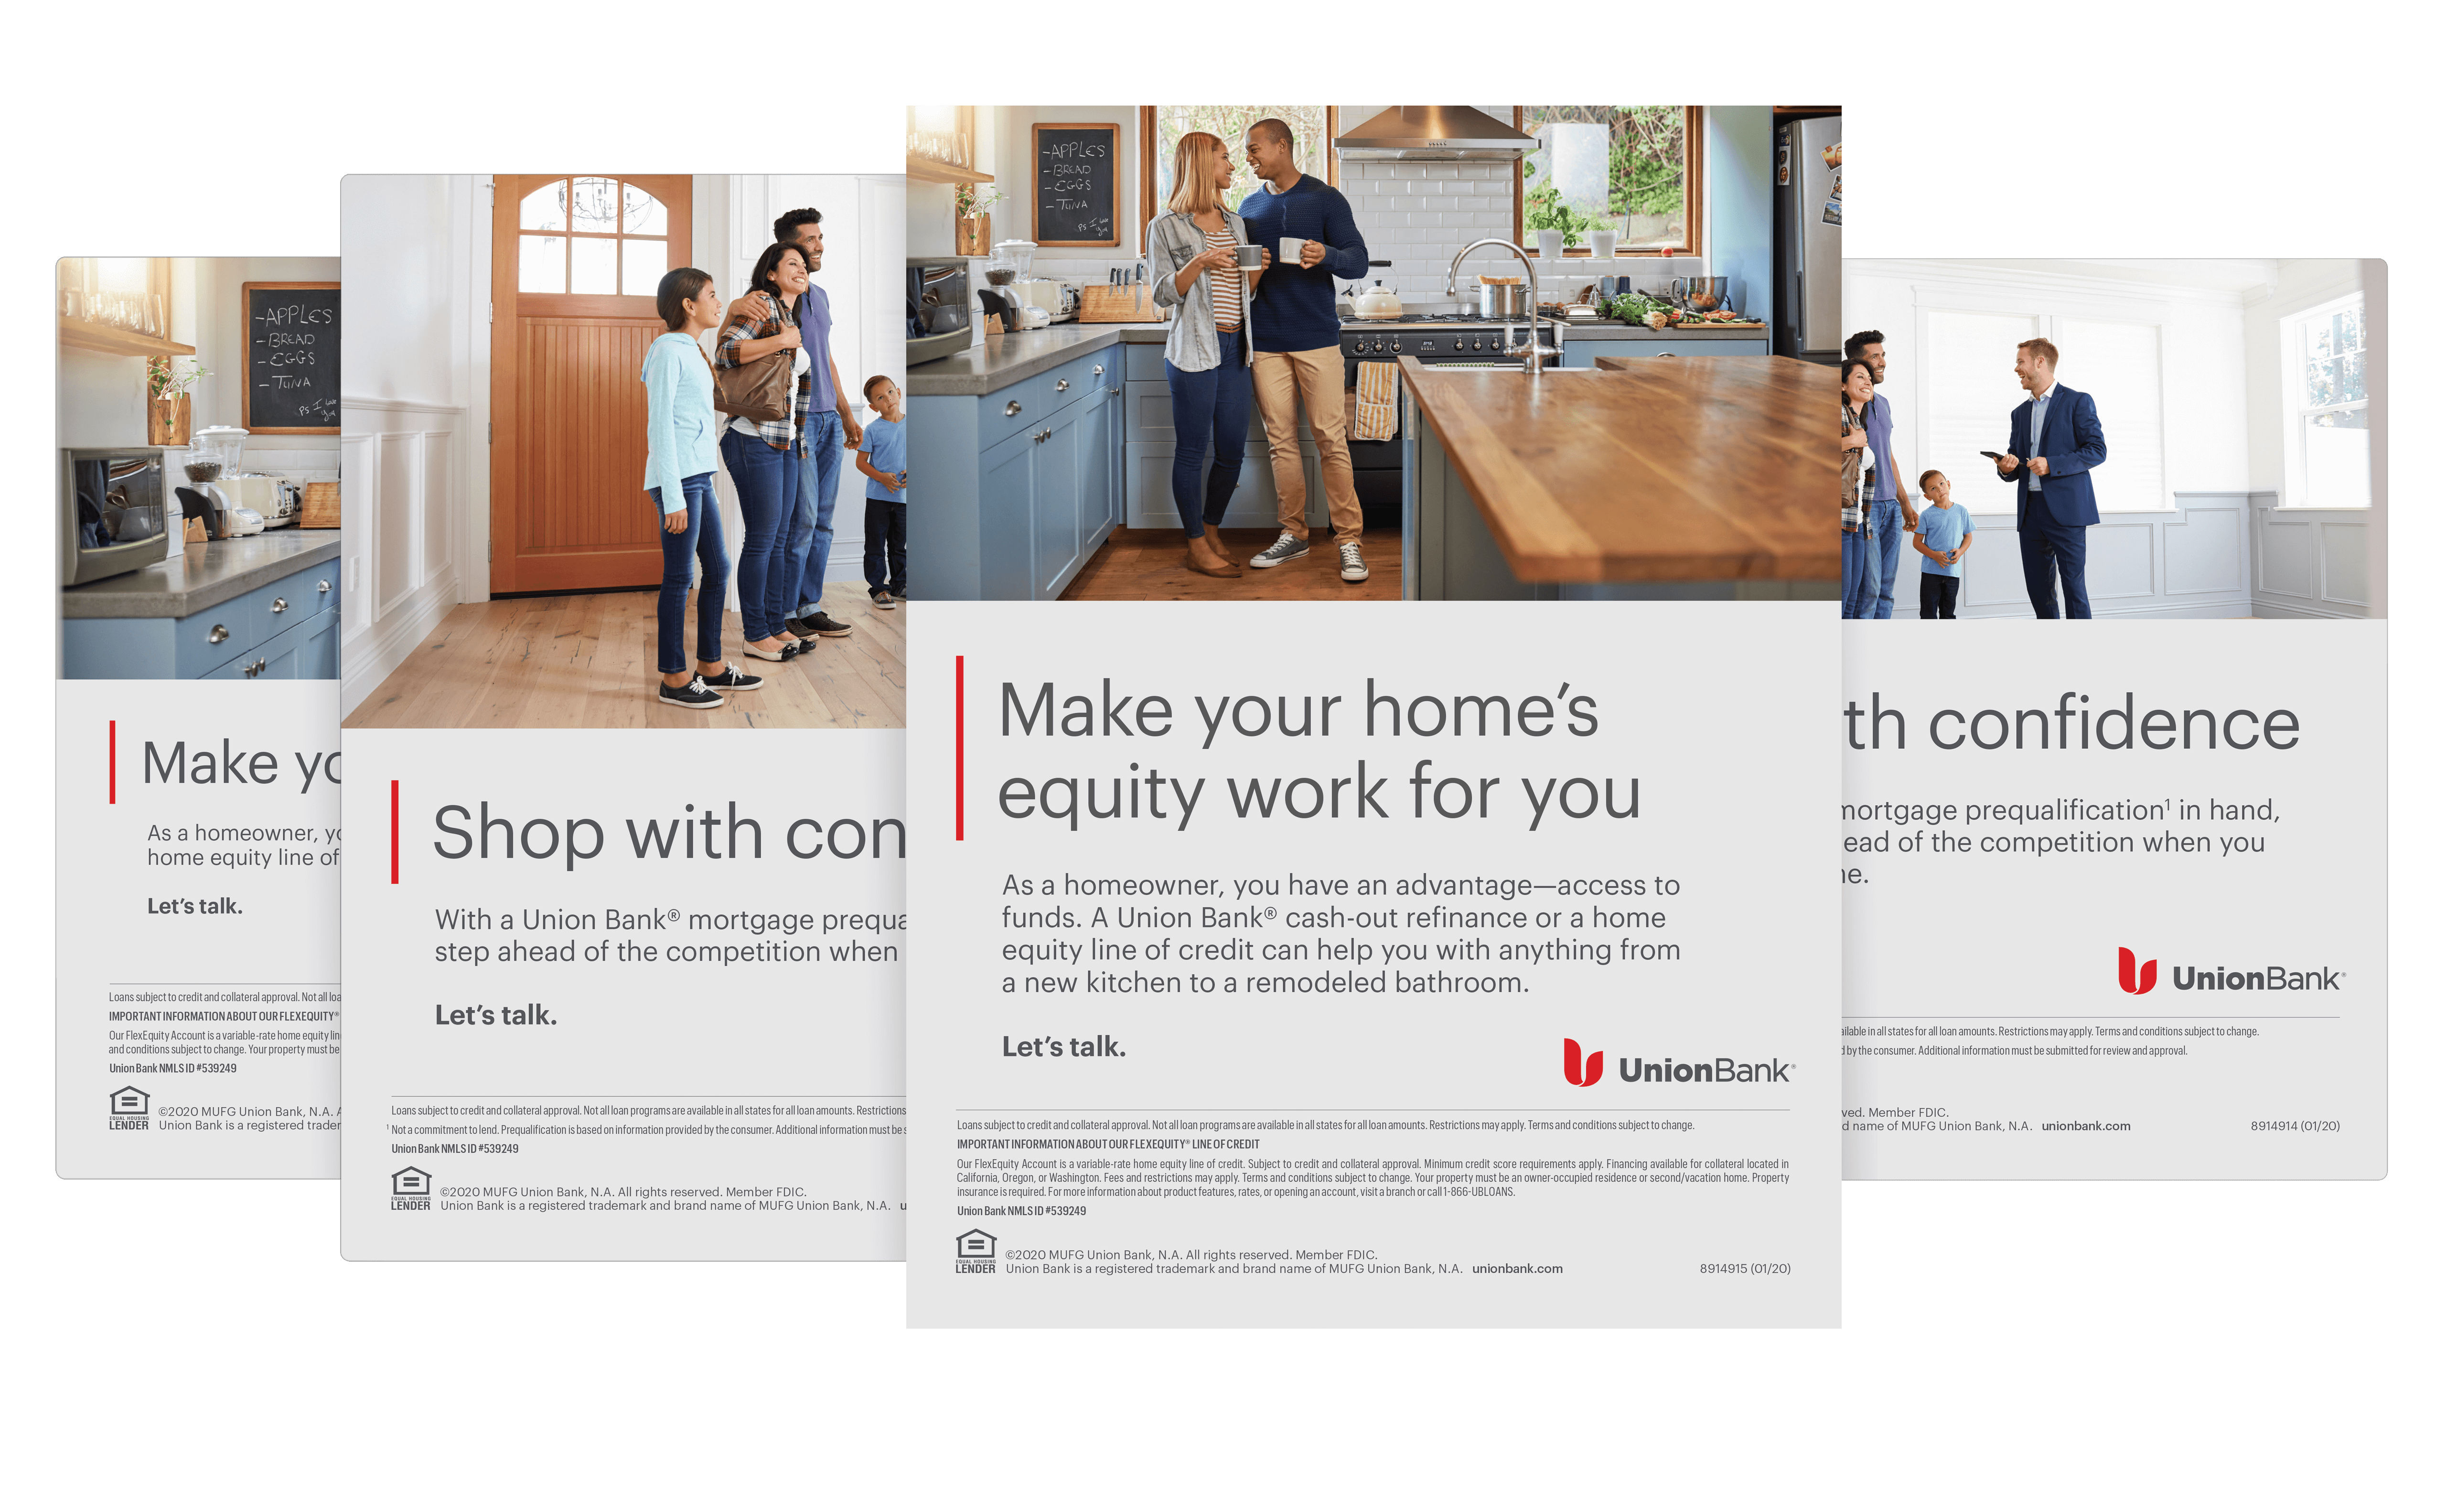 -APPLES
-BREAD
-EGGS
-TUNA
PS I love
Make yo
As a homeowner, yo
home equity line of
Let's talk.
Loans subject to credit and collateral approval. Not all loa
IMPORTANT INFORMATION ABOUT OUR FLEXEQUITY®
Our FlexEquity Account is a variable-rate home equity lin
and conditions subject to change. Your property must be
Union Bank NMLS ID #539249
EQUAL HOUSING
LENDER
©2020 MUFG Union Bank, N.A. A
Union Bank is a registered trader
Shop with con
With a Union Bank® mortgage prequa
step ahead of the competition when
Let's talk.
Loans subject to credit and collateral approval. Not all loan programs are available in all states for all loan amounts. Restrictions
¹ Not a commitment to lend. Prequalification is based on information provided by the consumer. Additional information must be s
Union Bank NMLS ID #539249
EQUAL HOUSING
LENDER
©2020 MUFG Union Bank, N.A. All rights reserved. Member FDIC.
Union Bank is a registered trademark and brand name of MUFG Union Bank, N.A. u
-APPLES
-BREAD
-EGGS
-TUNA
PS I love
you
Make your home's
equity work for you
As a homeowner, you have an advantage—access to
funds. A Union Bank® cash-out refinance or a home
equity line of credit can help you with anything from
a new kitchen to a remodeled bathroom.
Let's talk.
UnionBank®
Loans subject to credit and collateral approval. Not all loan programs are available in all states for all loan amounts. Restrictions may apply. Terms and conditions subject to change.
IMPORTANT INFORMATION ABOUT OUR FLEXEQUITY® LINE OF CREDIT
Our FlexEquity Account is a variable-rate home equity line of credit. Subject to credit and collateral approval. Minimum credit score requirements apply. Financing available for collateral located in
California, Oregon, or Washington. Fees and restrictions may apply. Terms and conditions subject to change. Your property must be an owner-occupied residence or second/vacation home. Property
insurance is required. For more information about product features, rates, or opening an account, visit a branch or call 1-866-UBLOANS.
Union Bank NMLS ID #539249
EQUAL HOUSING
LENDER
©2020 MUFG Union Bank, N.A. All rights reserved. Member FDIC.
Union Bank is a registered trademark and brand name of MUFG Union Bank, N.A. unionbank.com 8914915 (01/20)
th confidence
mortgage prequalification¹ in hand,
ead of the competition when you
ne.
UnionBank®
ailable in all states for all loan amounts. Restrictions may apply. Terms and conditions subject to change.
d by the consumer. Additional information must be submitted for review and approval.
ved. Member FDIC.
d name of MUFG Union Bank, N.A. unionbank.com 8914914 (01/20)